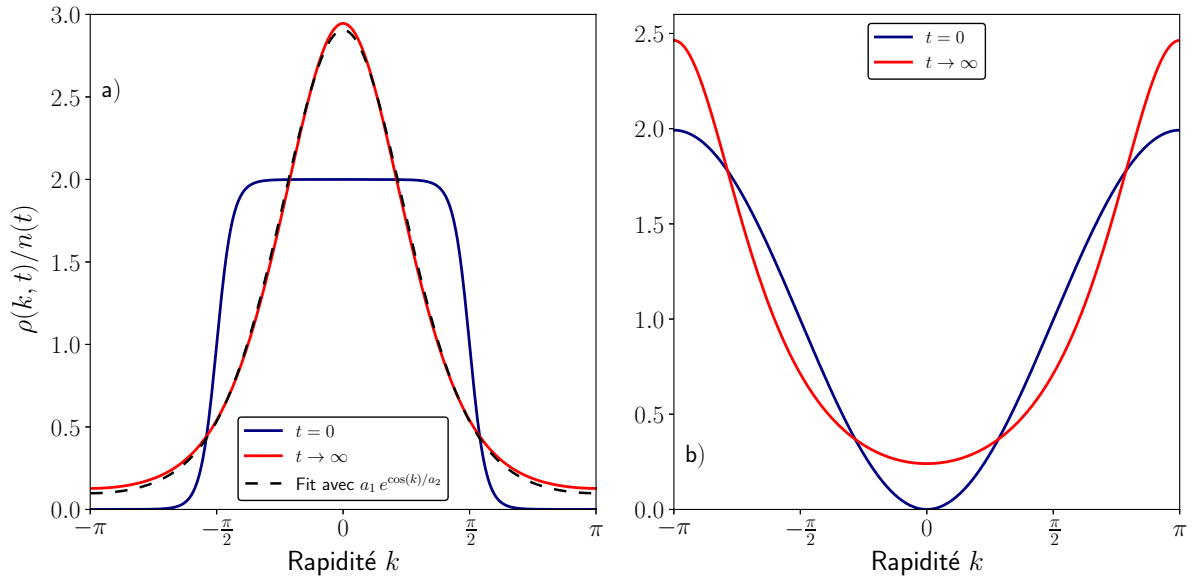 ρ(k, t)/n(t)
3.0
2.5
2.0
1.5
1.0
0.5
0.0
a)
t = 0
t → ∞
Fit avec a₁ e^{cos(k)/a₂}
−π
−π/2
0
π/2
π
Rapidité k
2.5
2.0
1.5
1.0
0.5
0.0
t = 0
t → ∞
b)
−π
−π/2
0
π/2
π
Rapidité k